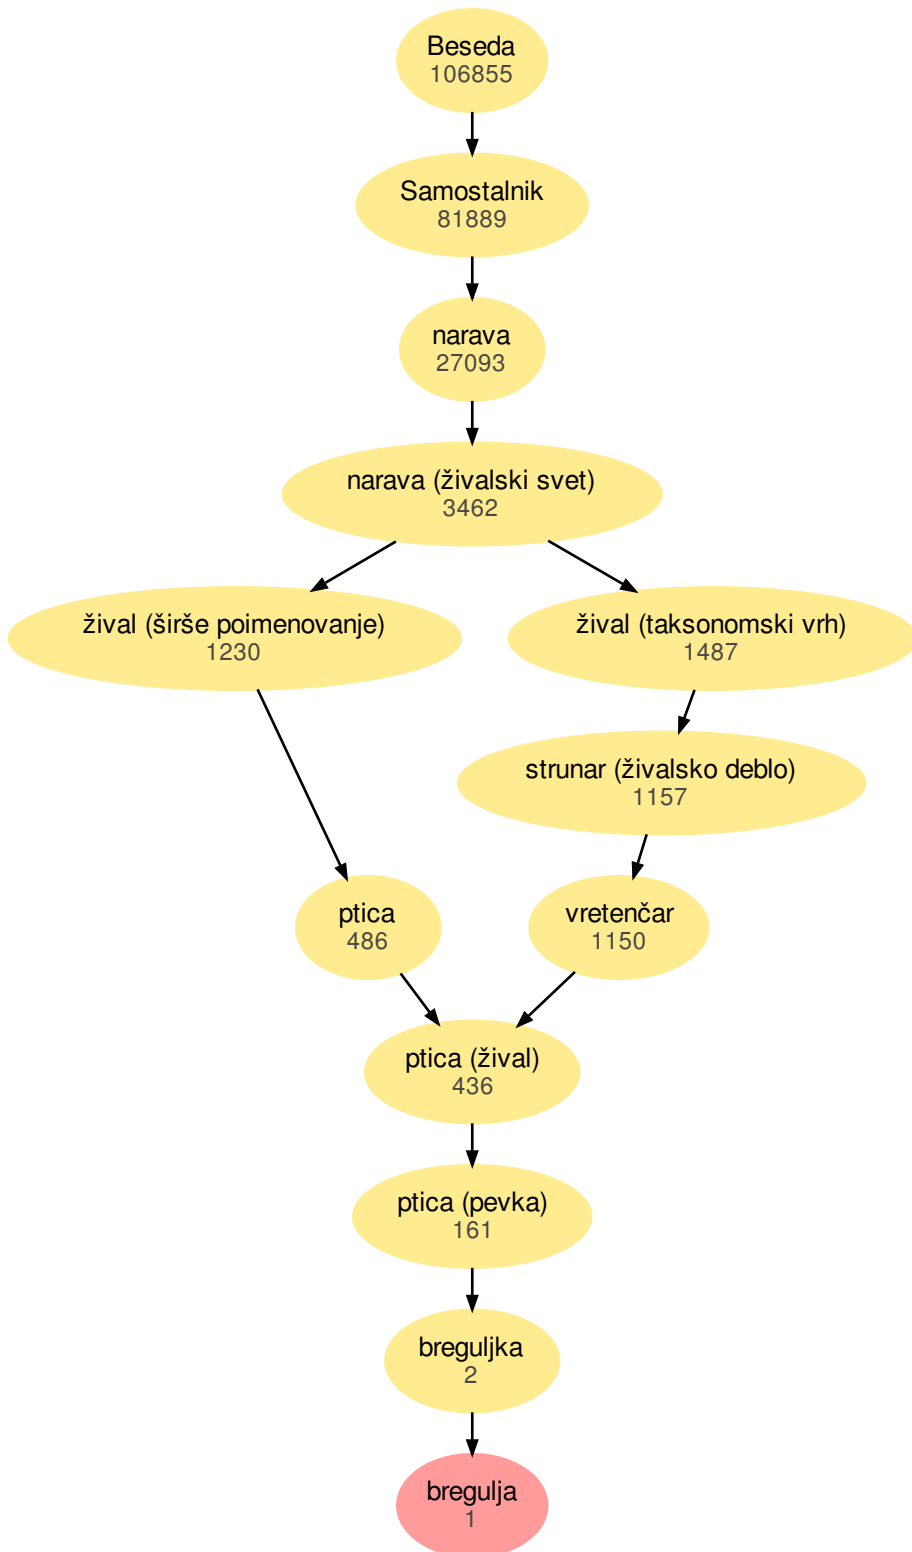 Beseda
106855
Samostalnik
81889
narava
27093
narava (živalski svet)
3462
žival (širše poimenovanje)
1230
žival (taksonomski vrh)
1487
strunar (živalsko deblo)
1157
ptica
486
vretenčar
1150
ptica (žival)
436
ptica (pevka)
161
breguljka
2
bregulja
1